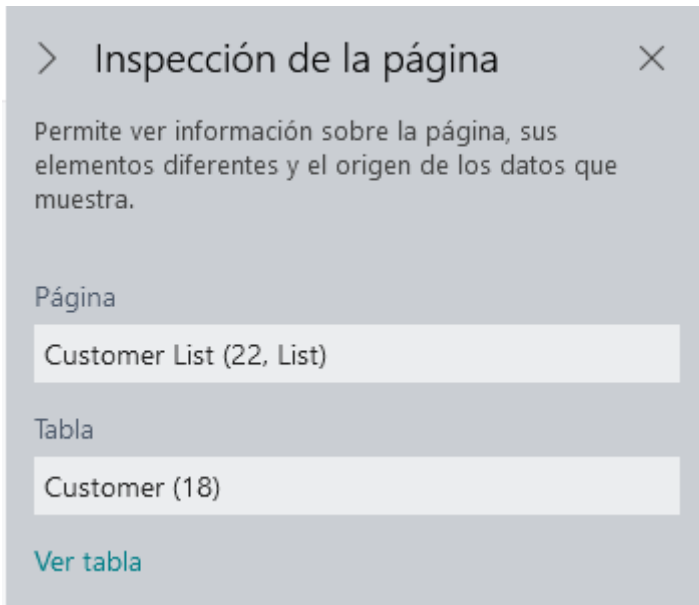 Inspección de la página
Permite ver información sobre la página, sus
elementos diferentes y el origen de los datos que
muestra.
Página
Customer List (22, List)
Tabla
Customer (18)
Ver tabla